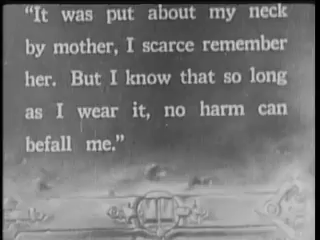 "It was put about my neck
by mother, I scarce remember
her. But I know that so long
as I wear it, no harm can
befall me."